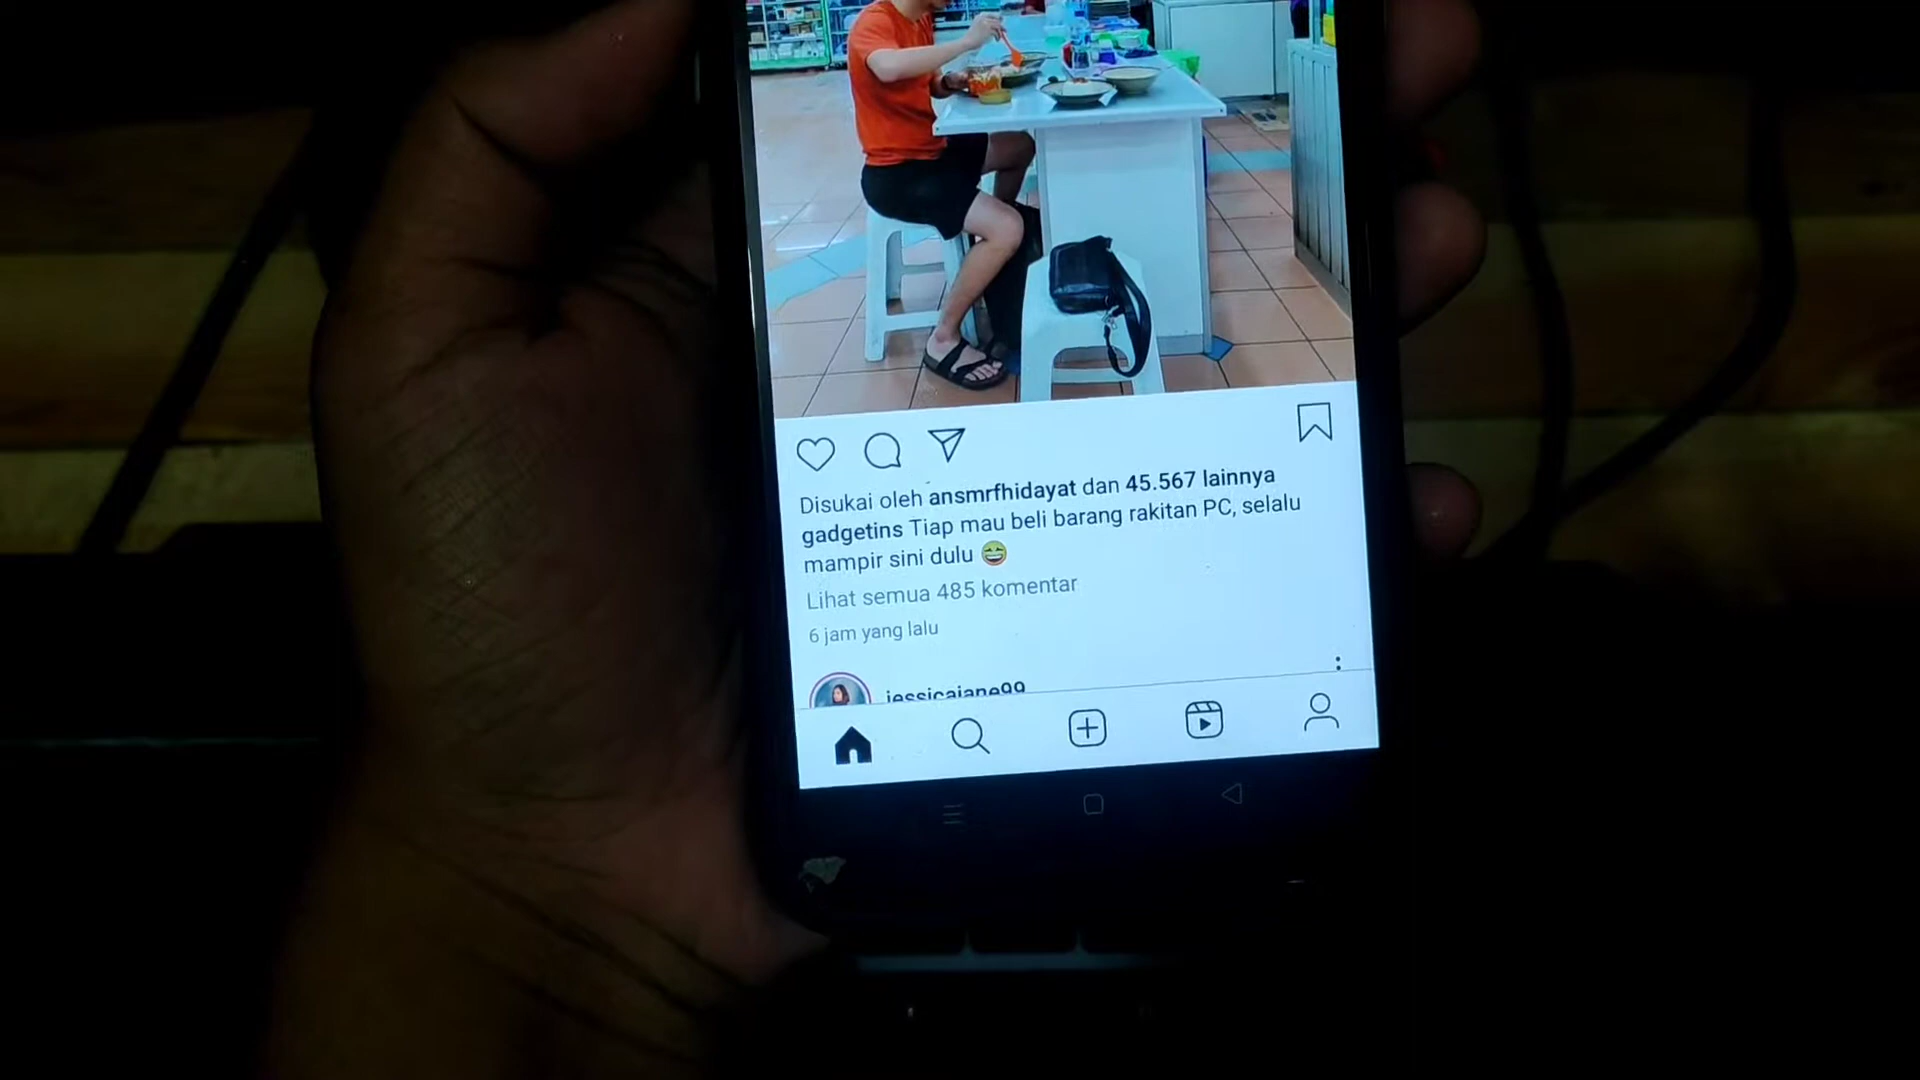 Disukai oleh ansmrfhidayat dan 45.567 lainnya
gadgetins Tiap mau beli barang rakitan PC, selalu
mampir sini dulu 😆
Lihat semua 485 komentar
6 jam yang lalu
jessicajane99